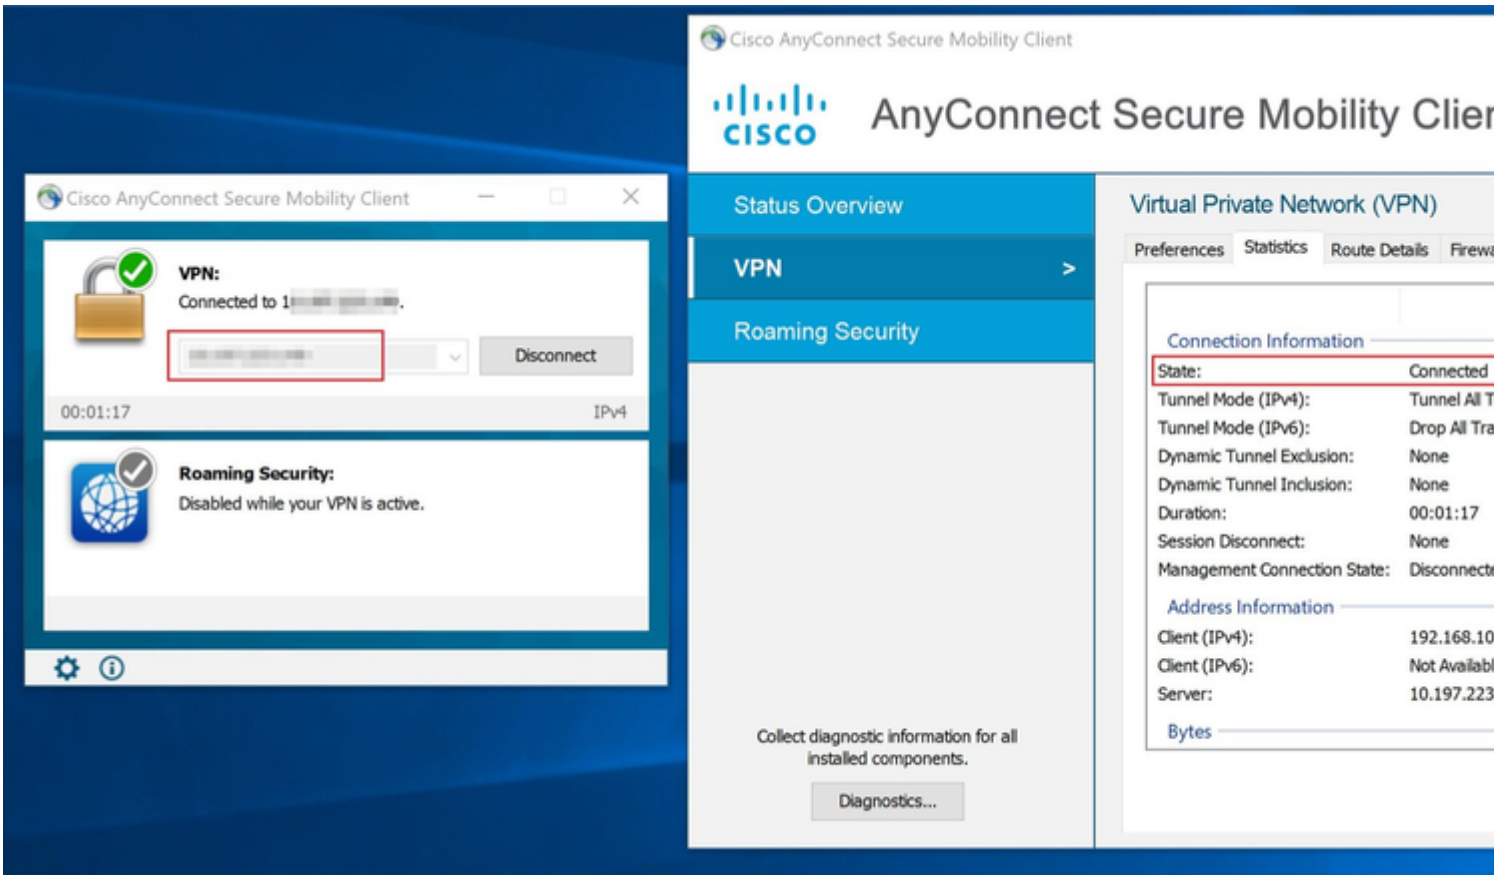 Cisco AnyConnect Secure Mobility Client
VPN:
Connected to 1
Disconnect
00:01:17
IPv4
Roaming Security:
Disabled while your VPN is active.
Cisco AnyConnect Secure Mobility Client
CISCO
AnyConnect Secure Mobility Clien
Status Overview
VPN >
Roaming Security
Collect diagnostic information for all
installed components.
Diagnostics...
Virtual Private Network (VPN)
Preferences Statistics Route Details Firewa
Connection Information
State: Connected
Tunnel Mode (IPv4): Tunnel All T
Tunnel Mode (IPv6): Drop All Tra
Dynamic Tunnel Exclusion: None
Dynamic Tunnel Inclusion: None
Duration: 00:01:17
Session Disconnect: None
Management Connection State: Disconnecte
Address Information
Client (IPv4): 192.168.10
Client (IPv6): Not Availabl
Server: 10.197.223
Bytes